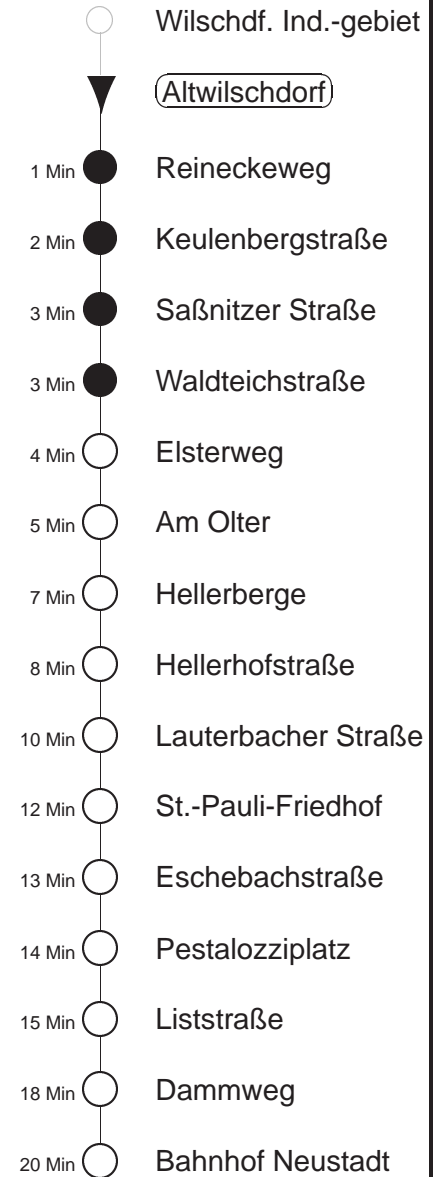 Wilschdf. Ind.-gebiet
Altwilschdorf
1 Min Reineckeweg
2 Min Keulenbergstraße
3 Min Saßnitzer Straße
3 Min Waldteichstraße
4 Min Elsterweg
5 Min Am Olter
7 Min Hellerberge
8 Min Hellerhofstraße
10 Min Lauterbacher Straße
12 Min St.-Pauli-Friedhof
13 Min Eschebachstraße
14 Min Pestalozziplatz
15 Min Liststraße
18 Min Dammweg
20 Min Bahnhof Neustadt